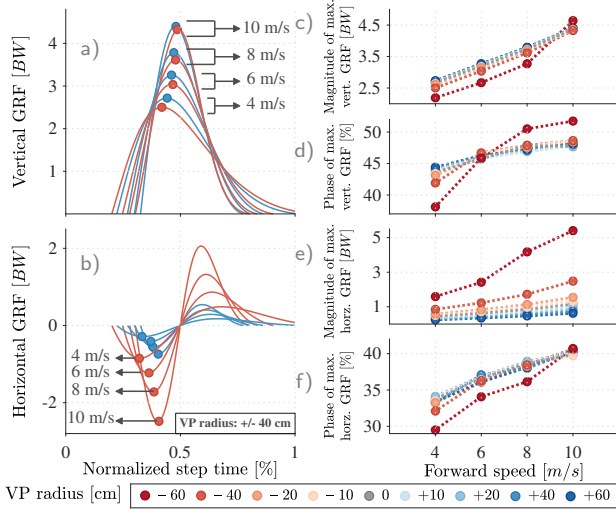 a)
Vertical GRF [BW]
4
3
2
1
0
10 m/s
8 m/s
6 m/s
4 m/s
b)
Horizontal GRF [BW]
2
0
-2
4 m/s
6 m/s
8 m/s
10 m/s
VP radius: +/- 40 cm
0
0.5
1
Normalized step time [%]
c)
Magnitude of max.
vert. GRF [BW]
4.5
3.5
2.5
d)
Phase of max.
vert. GRF [%]
50
45
40
e)
Magnitude of max.
horz. GRF [BW]
5
3
1
f)
Phase of max.
horz. GRF [%]
40
35
30
4
6
8
10
Forward speed [m/s]
VP radius [cm]
− 60
− 40
− 20
− 10
0
+10
+20
+40
+60